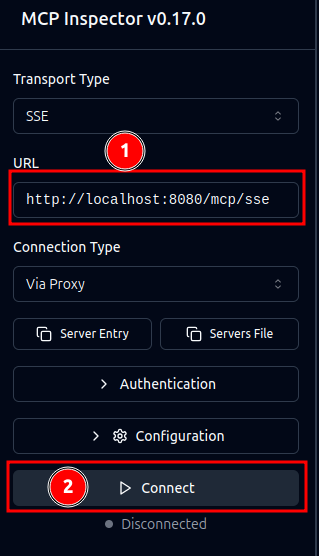 MCP Inspector v0.17.0
Transport Type
SSE
1
URL
http://localhost:8080/mcp/sse
Connection Type
Via Proxy
Server Entry Servers File
Authentication
Configuration
2 Connect
Disconnected